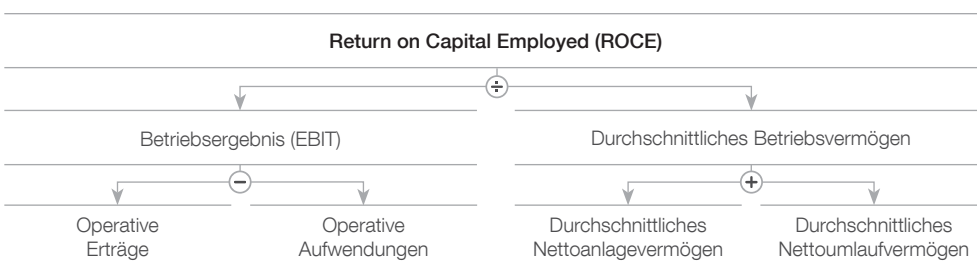 Return on Capital Employed (ROCE)
÷
Betriebsergebnis (EBIT)
Durchschnittliches Betriebsvermögen
−
+
Operative
Erträge
Operative
Aufwendungen
Durchschnittliches
Nettoanlagevermögen
Durchschnittliches
Nettoumlaufvermögen